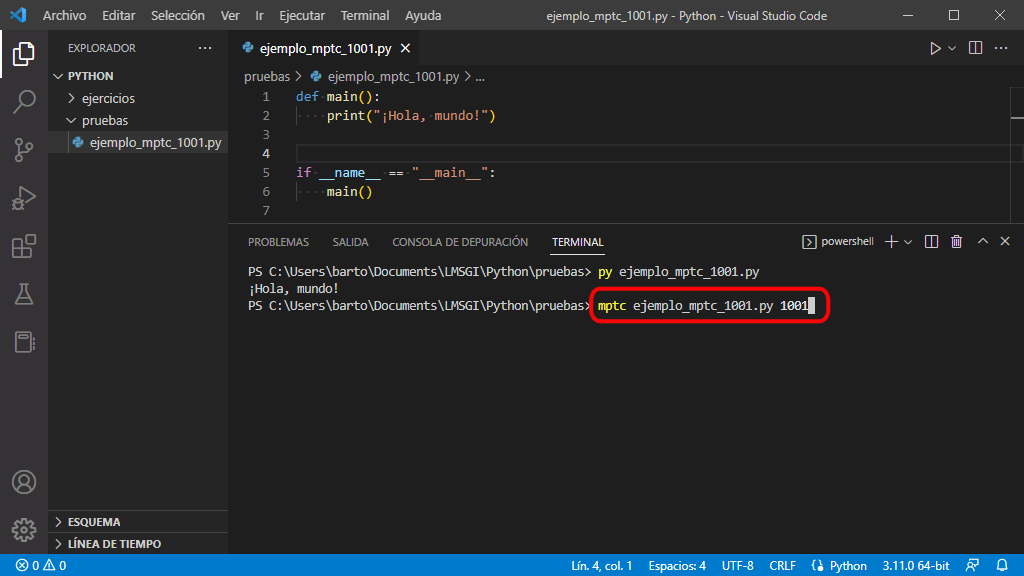 Archivo Editar Selección Ver Ir Ejecutar Terminal Ayuda ejemplo_mptc_1001.py - Python - Visual Studio Code
EXPLORADOR
PYTHON
ejercicios
pruebas
ejemplo_mptc_1001.py
ESQUEMA
LÍNEA DE TIEMPO
ejemplo_mptc_1001.py
pruebas > ejemplo_mptc_1001.py > ...
1 def main():
2     print("¡Hola, mundo!")
3
4
5 if __name__ == "__main__":
6     main()
7
PROBLEMAS SALIDA CONSOLA DE DEPURACIÓN TERMINAL powershell
PS C:\Users\barto\Documents\LMSGI\Python\pruebas> py ejemplo_mptc_1001.py
¡Hola, mundo!
PS C:\Users\barto\Documents\LMSGI\Python\pruebas> mptc ejemplo_mptc_1001.py 1001
0 0 Lín. 4, col. 1 Espacios: 4 UTF-8 CRLF Python 3.11.0 64-bit